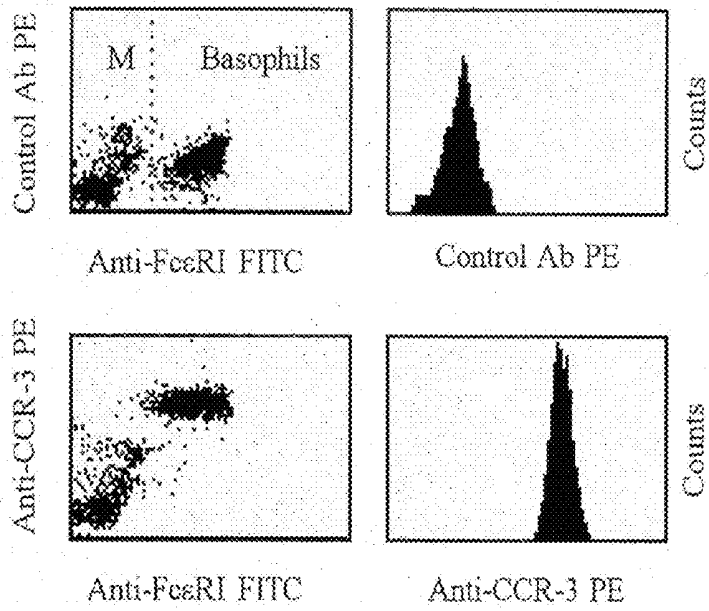 Control Ab PE
M Basophils
Counts
Anti-FcεRI FITC
Control Ab PE
Anti-CCR-3 PE
Counts
Anti-FcεRI FITC
Anti-CCR-3 PE